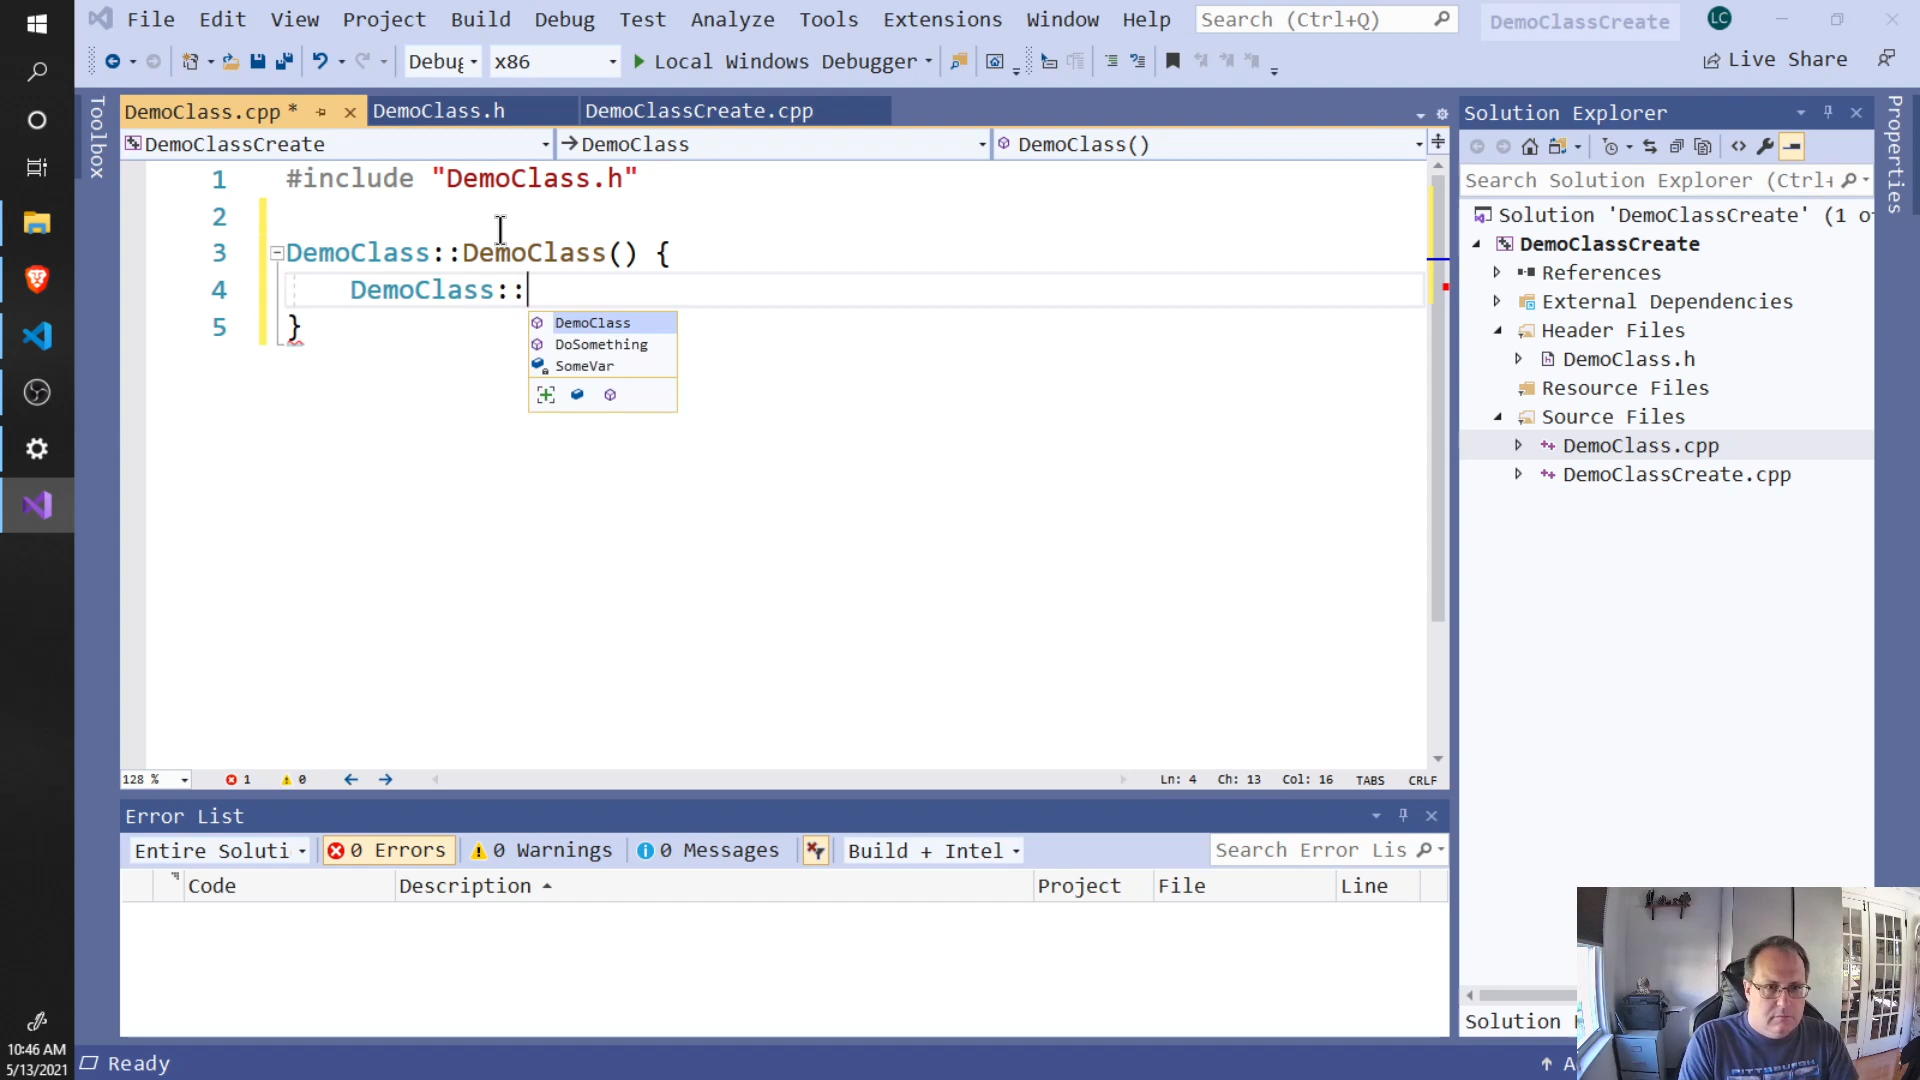 File Edit View Project Build Debug Test Analyze Tools Extensions Window Help Search (Ctrl+Q) DemoClassCreate LC
Debug x86 Local Windows Debugger Live Share
Toolbox
DemoClass.cpp * DemoClass.h DemoClassCreate.cpp
DemoClassCreate DemoClass DemoClass()
1 #include "DemoClass.h"
2
3 DemoClass::DemoClass() {
4 DemoClass::
5 }
DemoClass
DoSomething
SomeVar
128 % 1 0 Ln: 4 Ch: 13 Col: 16 TABS CRLF
Error List
Entire Soluti 0 Errors 0 Warnings 0 Messages Build + Intel Search Error Lis
Code Description Project File Line
Solution Explorer
Search Solution Explorer (Ctrl+
Solution 'DemoClassCreate' (1 o
DemoClassCreate
References
External Dependencies
Header Files
DemoClass.h
Resource Files
Source Files
DemoClass.cpp
DemoClassCreate.cpp
Solution
Properties
10:46 AM
5/13/2021
Ready